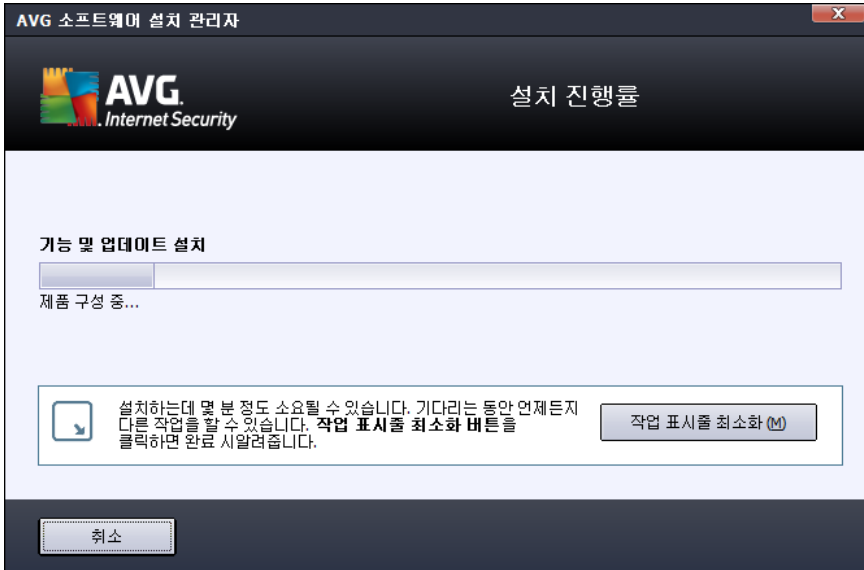 AVG 소프트웨어 설치 관리자
X
AVG.
Internet Security
설치 진행률
기능 및 업데이트 설치
제품 구성 중...
설치하는데 몇 분 정도 소요될 수 있습니다. 기다리는 동안 언제든지
다른 작업을 할 수 있습니다. 작업 표시줄 최소화 버튼을
클릭하면 완료 시알려줍니다.
작업 표시줄 최소화 (M)
취소